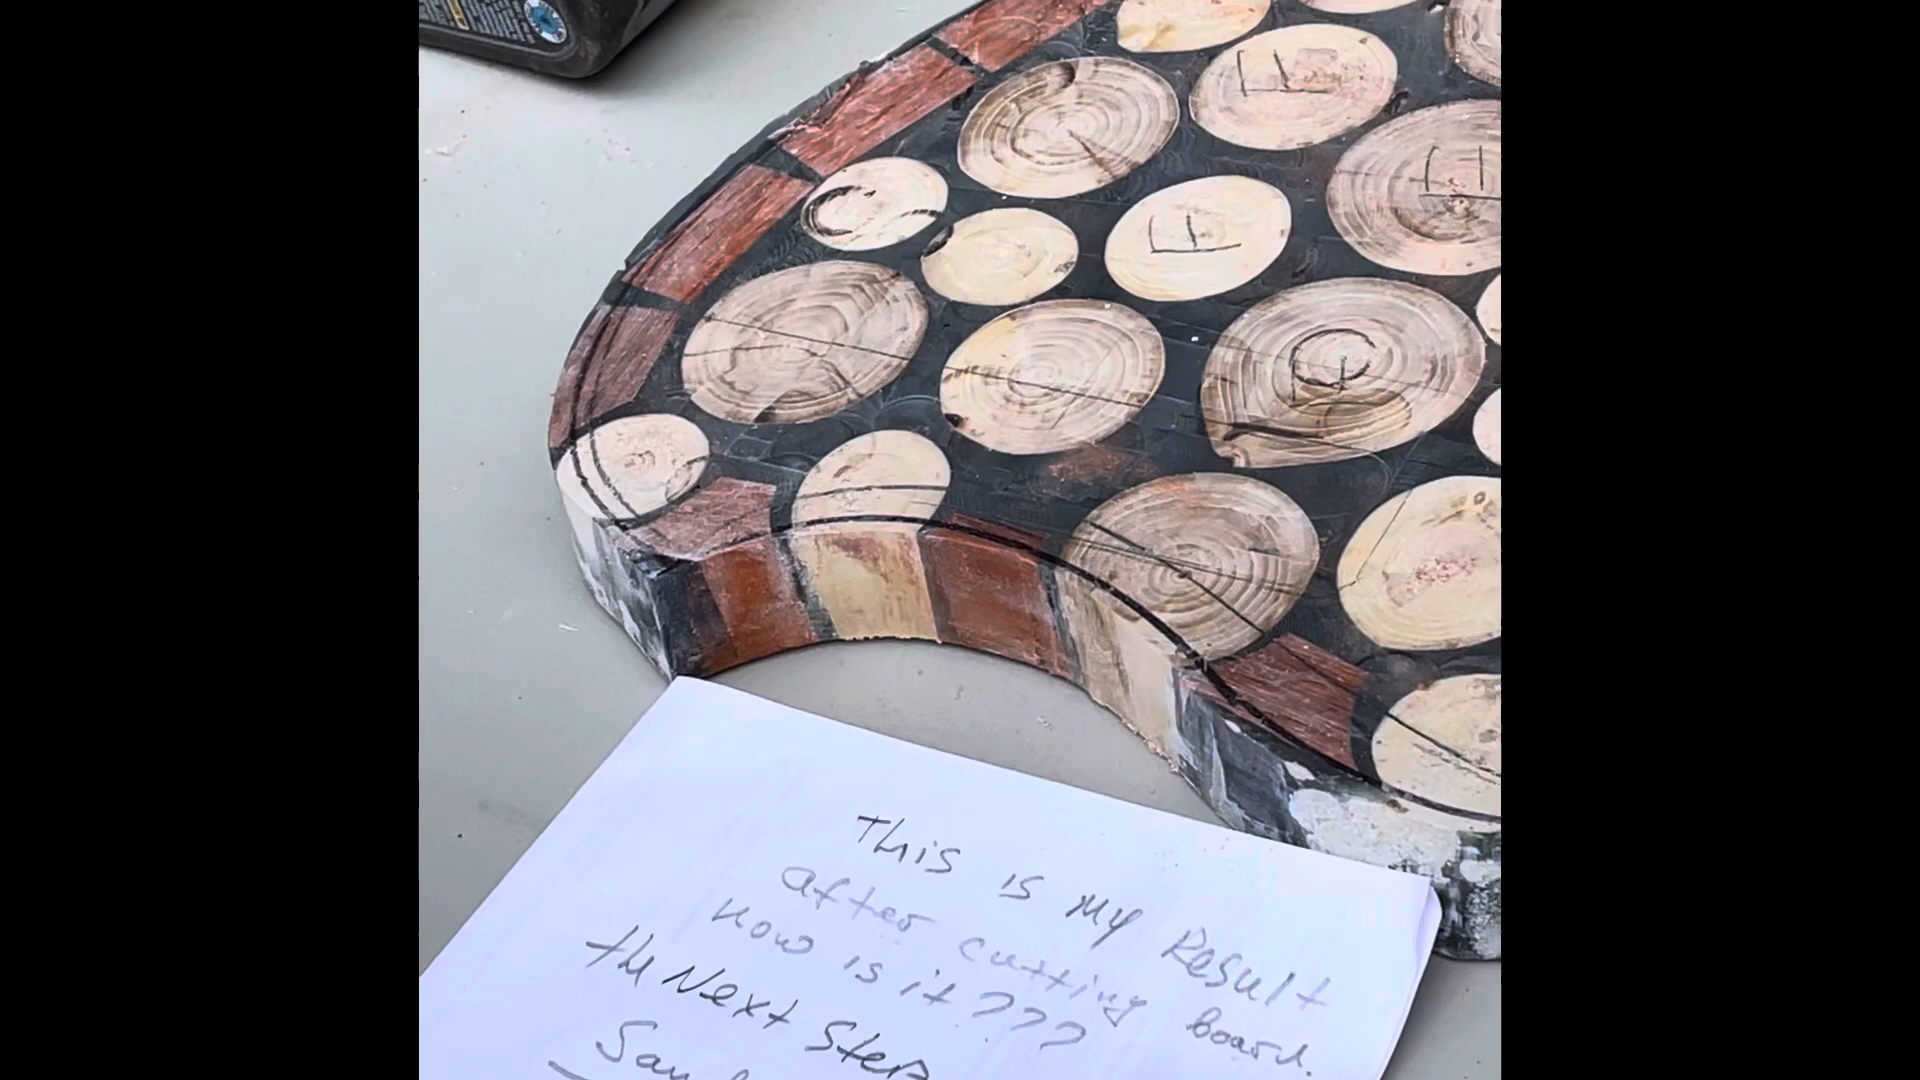 This is my Result
after cutting board.
How is it ???
the Next Step